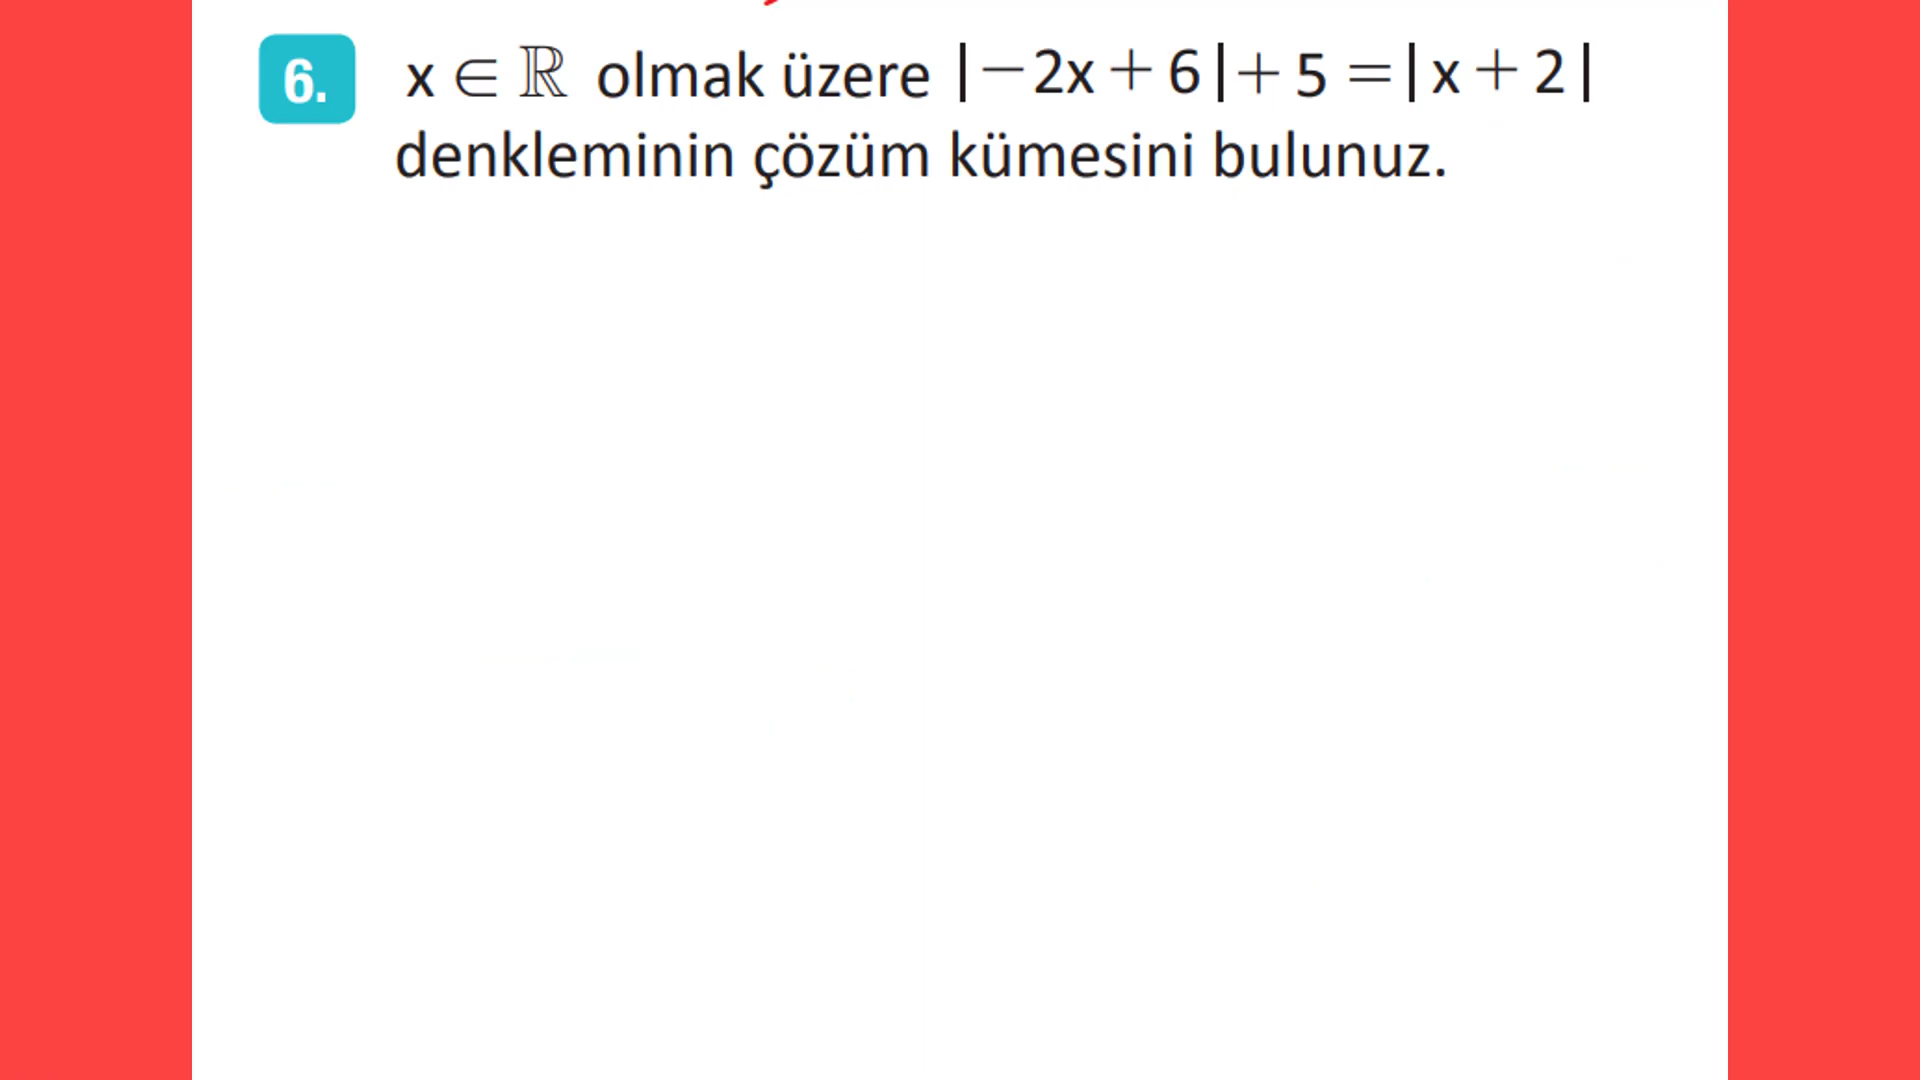 6. x ∈ ℝ olmak üzere |−2x + 6| + 5 = |x + 2|
denkleminin çözüm kümesini bulunuz.